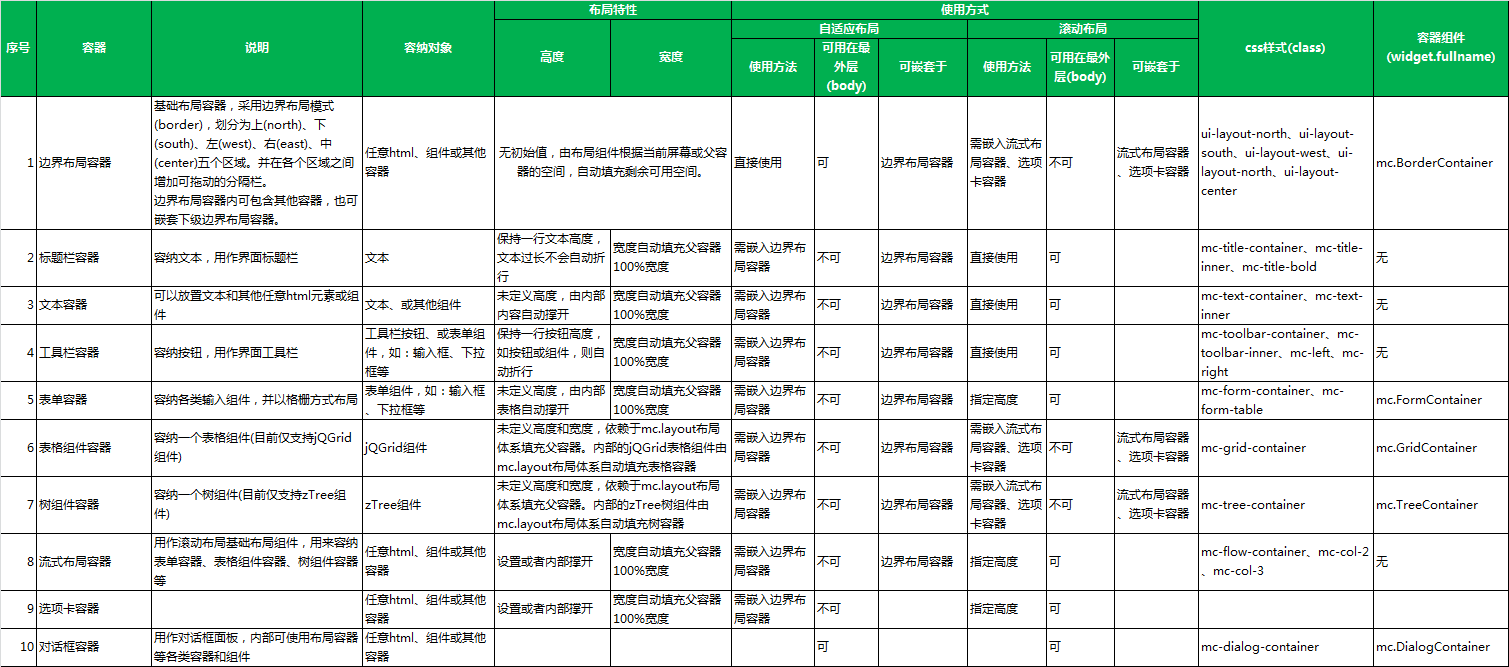 序号
容器
说明
容纳对象
布局特性
高度
宽度
使用方式
自适应布局
使用方法
可用在最
外层
(body)
可嵌套于
滚动布局
使用方法
可用在最外
层(body)
可嵌套于
css样式(class)
容器组件
(widget.fullname)
1
边界布局容器
基础布局容器，采用边界布局模式
(border)，划分为上(north)、下
(south)、左(west)、右(east)、中
(center)五个区域。并在各个区域之间
增加可拖动的分隔栏。
边界布局容器内可包含其他容器，也可
嵌套下级边界布局容器。
任意html、组件或其他
容器
无初始值，由布局组件根据当前屏幕或父容
器的空间，自动填充剩余可用空间。
直接使用
可
边界布局容器
需嵌入流式布
局容器、选项
卡容器
不可
流式布局容器
、选项卡容器
ui-layout-north、ui-layout-
south、ui-layout-west、ui-
layout-north、ui-layout-
center
mc.BorderContainer
2
标题栏容器
容纳文本，用作界面标题栏
文本
保持一行文本高度，
文本过长不会自动折
行
宽度自动填充父容器
100%宽度
需嵌入边界布
局容器
不可
边界布局容器
直接使用
可
mc-title-container、mc-title-
inner、mc-title-bold
无
3
文本容器
可以放置文本和其他任意html元素或组
件
文本、或其他组件
未定义高度，由内部
内容自动撑开
宽度自动填充父容器
100%宽度
需嵌入边界布
局容器
不可
边界布局容器
直接使用
可
mc-text-container、mc-text-
inner
无
4
工具栏容器
容纳按钮，用作界面工具栏
工具栏按钮、或表单组
件，如：输入框、下拉
框等
保持一行按钮高度，
如按钮或组件，则自
动折行
宽度自动填充父容器
100%宽度
需嵌入边界布
局容器
不可
边界布局容器
直接使用
可
mc-toolbar-container、mc-
toolbar-inner、mc-left、mc-
right
无
5
表单容器
容纳各类输入组件，并以格栅方式布局
表单组件，如：输入框
、下拉框等
未定义高度，由内部
表格自动撑开
宽度自动填充父容器
100%宽度
需嵌入边界布
局容器
不可
边界布局容器
指定高度
可
mc-form-container、mc-
form-table
mc.FormContainer
6
表格组件容器
容纳一个表格组件(目前仅支持jQGrid
组件)
jQGrid组件
未定义高度和宽度，依赖于mc.layout布局
体系填充父容器。内部的jQGrid表格组件由
mc.layout布局体系自动填充表格容器
需嵌入边界布
局容器
不可
边界布局容器
需嵌入流式布
局容器、选项
卡容器
不可
流式布局容器
、选项卡容器
mc-grid-container
mc.GridContainer
7
树组件容器
容纳一个树组件(目前仅支持zTree组
件)
zTree组件
未定义高度和宽度，依赖于mc.layout布局
体系填充父容器。内部的zTree树组件由
mc.layout布局体系自动填充树容器
需嵌入边界布
局容器
不可
边界布局容器
需嵌入流式布
局容器、选项
卡容器
不可
流式布局容器
、选项卡容器
mc-tree-container
mc.TreeContainer
8
流式布局容器
用作滚动布局基础布局组件，用来容纳
表单容器、表格组件容器、树组件容器
等
任意html、组件或其他
容器
设置或者内部撑开
宽度自动填充父容器
100%宽度
需嵌入边界布
局容器
不可
边界布局容器
指定高度
可
mc-flow-container、mc-col-2
、mc-col-3
无
9
选项卡容器
任意html、组件或其他
容器
设置或者内部撑开
宽度自动填充父容器
100%宽度
需嵌入边界布
局容器
不可
指定高度
可
10
对话框容器
用作对话框面板，内部可使用布局容器
等各类容器和组件
任意html、组件或其他
容器
可
可
mc-dialog-container
mc.DialogContainer